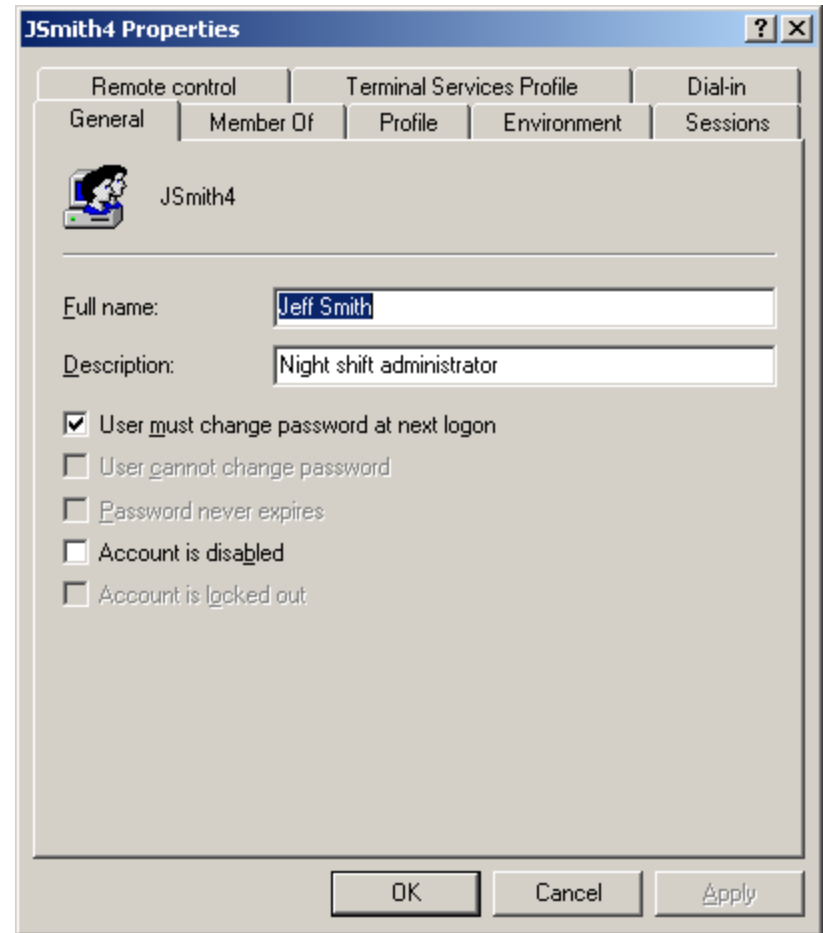 JSmith4 Properties
Remote control Terminal Services Profile Dial-in
General Member Of Profile Environment Sessions
JSmith4
Full name: Jeff Smith
Description: Night shift administrator
User must change password at next logon
User cannot change password
Password never expires
Account is disabled
Account is locked out
OK Cancel Apply